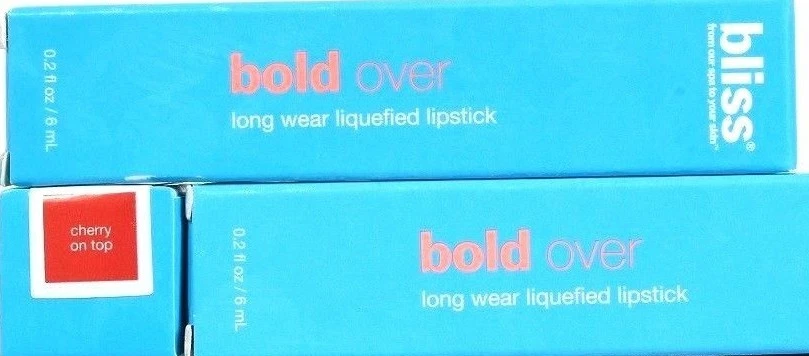 0.2 fl oz / 6 mL
bold over
long wear liquefied lipstick
bliss®
from our spa to your skin™
cherry
on top
0.2 fl oz / 6 mL
bold over
long wear liquefied lipstick